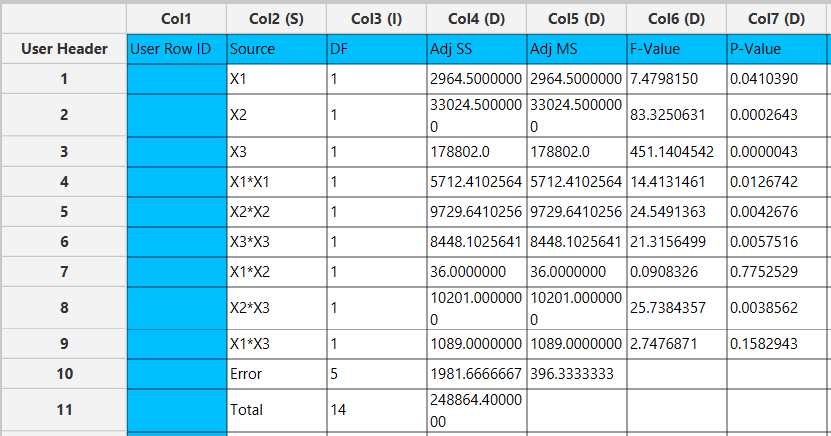 Col1 Col2 (S) Col3 (I) Col4 (D) Col5 (D) Col6 (D) Col7 (D)
User Header User Row ID Source DF Adj SS Adj MS F-Value P-Value
1 X1 1 2964.5000000 2964.5000000 7.4798150 0.0410390
2 X2 1 33024.5000000 33024.5000000 83.3250631 0.0002643
3 X3 1 178802.0 178802.0 451.1404542 0.0000043
4 X1*X1 1 5712.4102564 5712.4102564 14.4131461 0.0126742
5 X2*X2 1 9729.6410256 9729.6410256 24.5491363 0.0042676
6 X3*X3 1 8448.1025641 8448.1025641 21.3156499 0.0057516
7 X1*X2 1 36.0000000 36.0000000 0.0908326 0.7752529
8 X2*X3 1 10201.0000000 10201.0000000 25.7384357 0.0038562
9 X1*X3 1 1089.0000000 1089.0000000 2.7476871 0.1582943
10 Error 5 1981.6666667 396.3333333
11 Total 14 248864.4000000